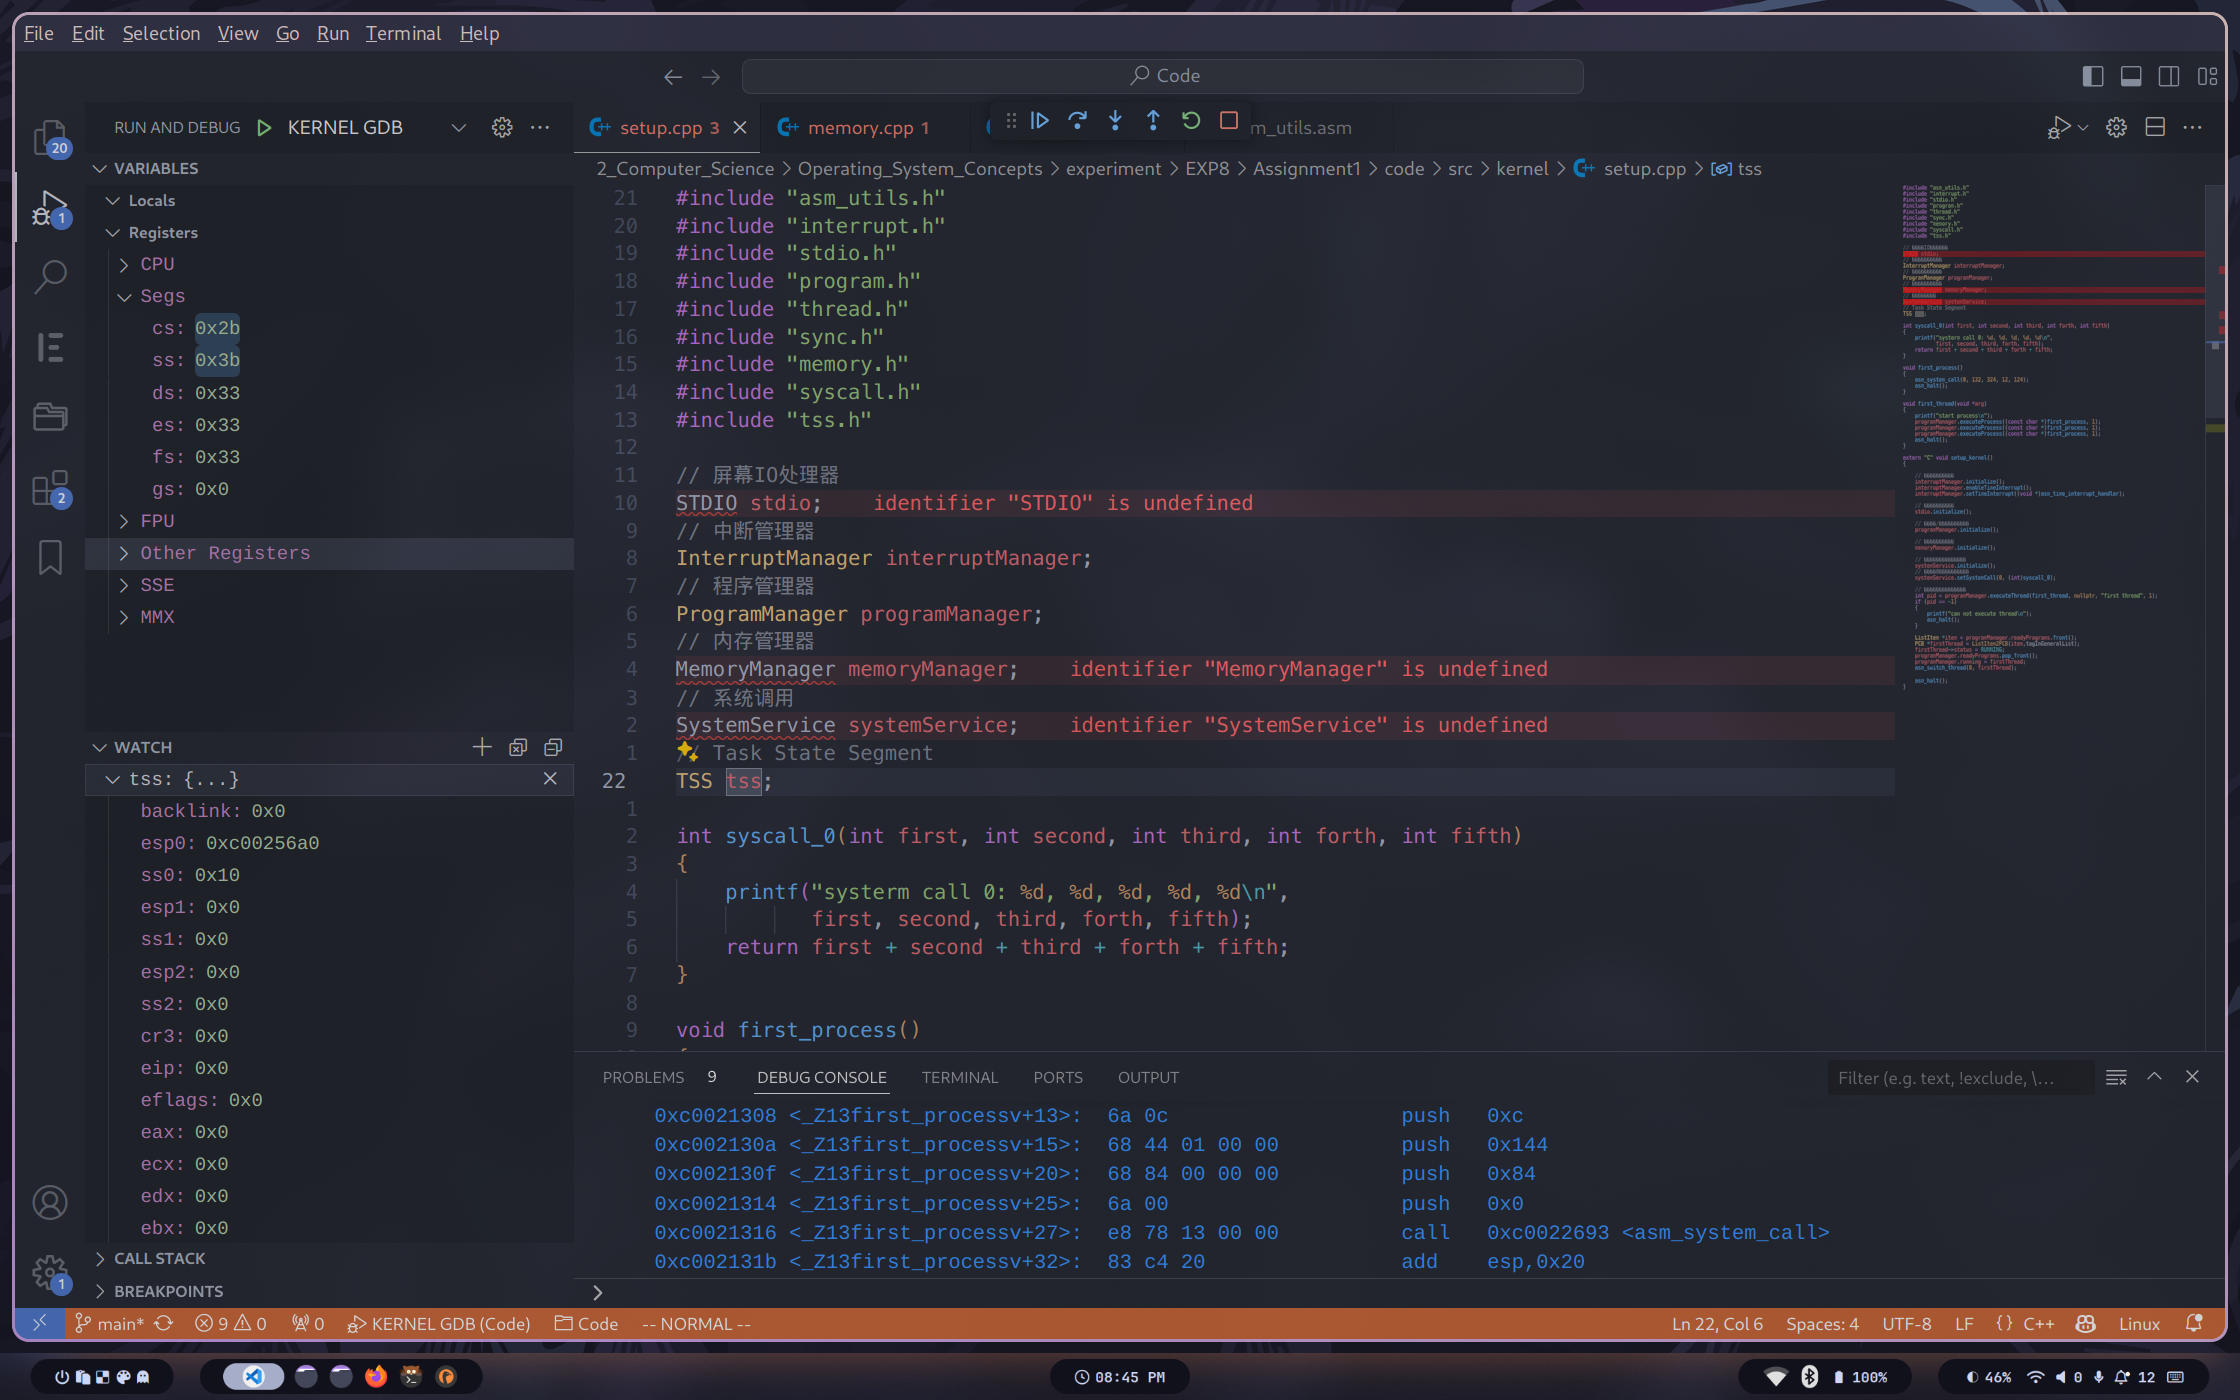 File Edit Selection View Go Run Terminal Help
Code
20
1
2
1
RUN AND DEBUG KERNEL GDB
VARIABLES
Locals
Registers
CPU
Segs
cs: 0x2b
ss: 0x3b
ds: 0x33
es: 0x33
fs: 0x33
gs: 0x0
FPU
Other Registers
SSE
MMX
WATCH
tss: {...}
backlink: 0x0
esp0: 0xc00256a0
ss0: 0x10
esp1: 0x0
ss1: 0x0
esp2: 0x0
ss2: 0x0
cr3: 0x0
eip: 0x0
eflags: 0x0
eax: 0x0
ecx: 0x0
edx: 0x0
ebx: 0x0
CALL STACK
BREAKPOINTS
setup.cpp 3 memory.cpp 1 m_utils.asm
2_Computer_Science > Operating_System_Concepts > experiment > EXP8 > Assignment1 > code > src > kernel > setup.cpp > tss
21 #include "asm_utils.h"
20 #include "interrupt.h"
19 #include "stdio.h"
18 #include "program.h"
17 #include "thread.h"
16 #include "sync.h"
15 #include "memory.h"
14 #include "syscall.h"
13 #include "tss.h"
12
11 // 屏幕IO处理器
10 STDIO stdio; identifier "STDIO" is undefined
9 // 中断管理器
8 InterruptManager interruptManager;
7 // 程序管理器
6 ProgramManager programManager;
5 // 内存管理器
4 MemoryManager memoryManager; identifier "MemoryManager" is undefined
3 // 系统调用
2 SystemService systemService; identifier "SystemService" is undefined
1 // Task State Segment
22 TSS tss;
1
2 int syscall_0(int first, int second, int third, int forth, int fifth)
3 {
4 printf("systerm call 0: %d, %d, %d, %d, %d\n",
5 first, second, third, forth, fifth);
6 return first + second + third + forth + fifth;
7 }
8
9 void first_process()
PROBLEMS 9 DEBUG CONSOLE TERMINAL PORTS OUTPUT Filter (e.g. text, !exclude, \...
0xc0021308 <_Z13first_processv+13>: 6a 0c push 0xc
0xc002130a <_Z13first_processv+15>: 68 44 01 00 00 push 0x144
0xc002130f <_Z13first_processv+20>: 68 84 00 00 00 push 0x84
0xc0021314 <_Z13first_processv+25>: 6a 00 push 0x0
0xc0021316 <_Z13first_processv+27>: e8 78 13 00 00 call 0xc0022693 <asm_system_call>
0xc002131b <_Z13first_processv+32>: 83 c4 20 add esp,0x20
main* 9 0 0 KERNEL GDB (Code) Code -- NORMAL -- Ln 22, Col 6 Spaces: 4 UTF-8 LF {} C++ Linux
08:45 PM 100% 46% 0 12